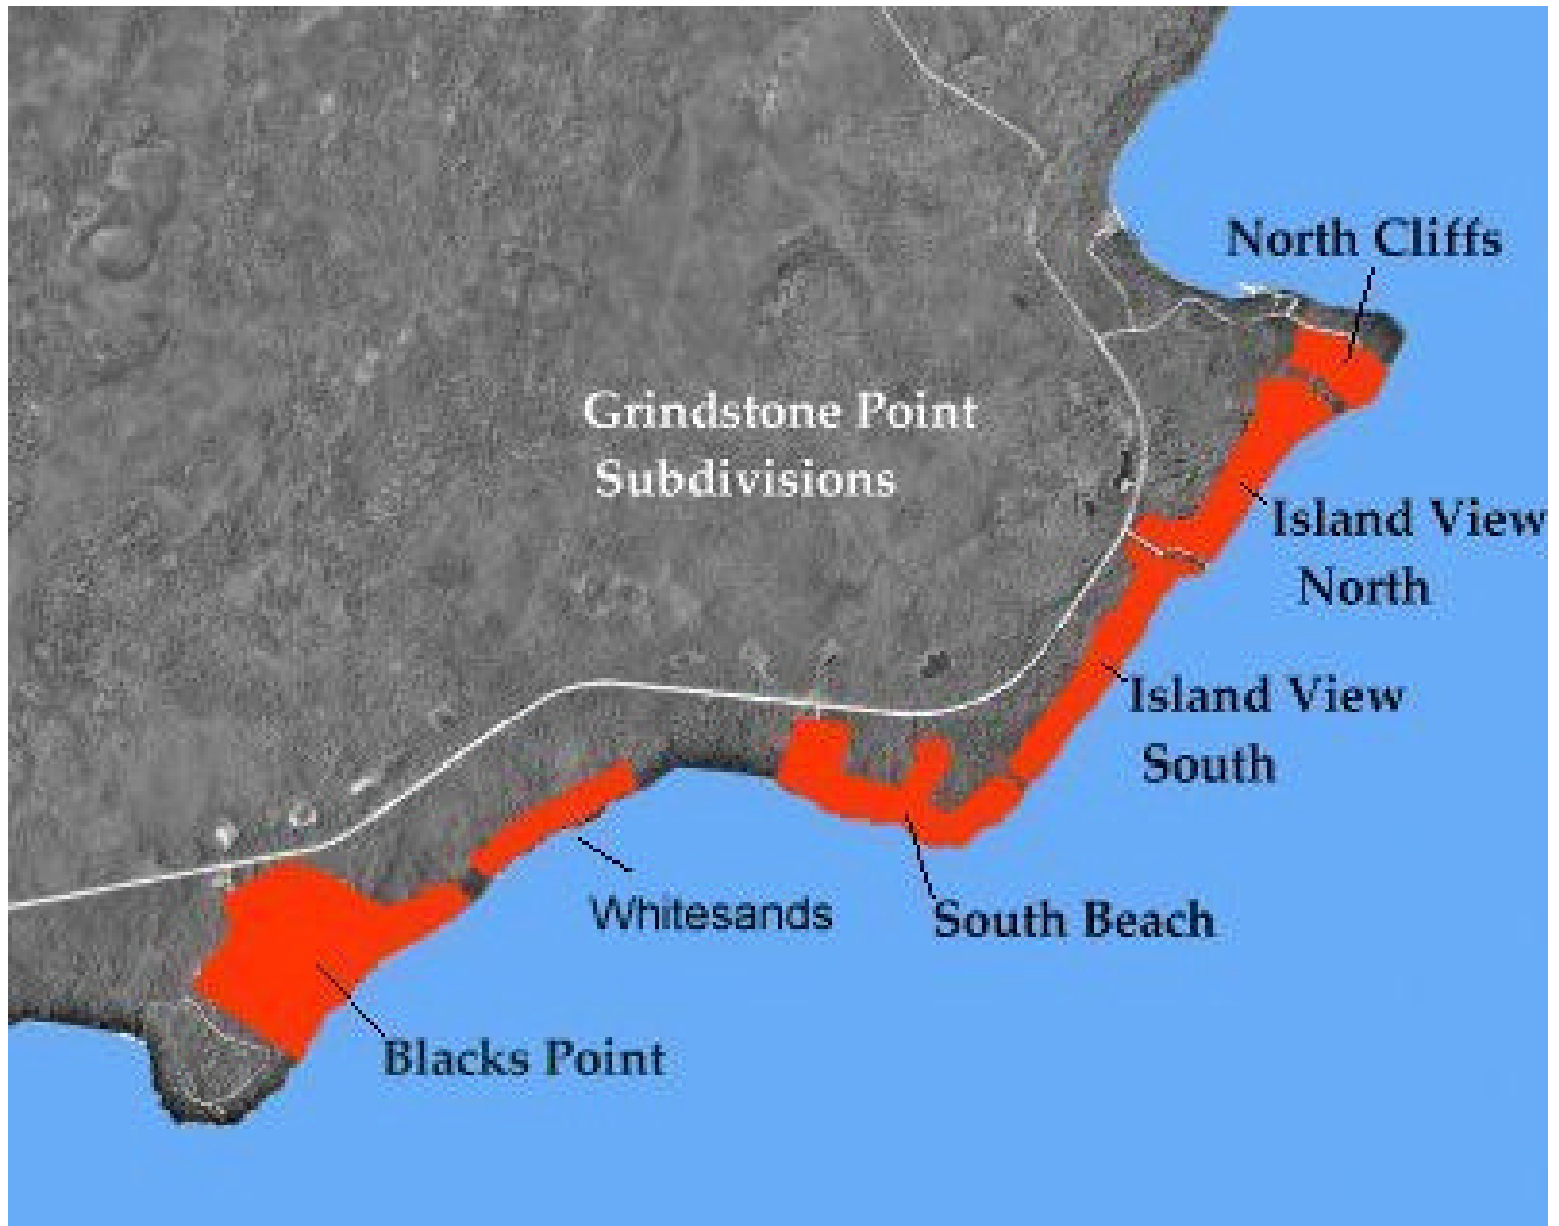 North Cliffs
Grindstone Point
Subdivisions
Island View
North
Island View
South
Whitesands
South Beach
Blacks Point